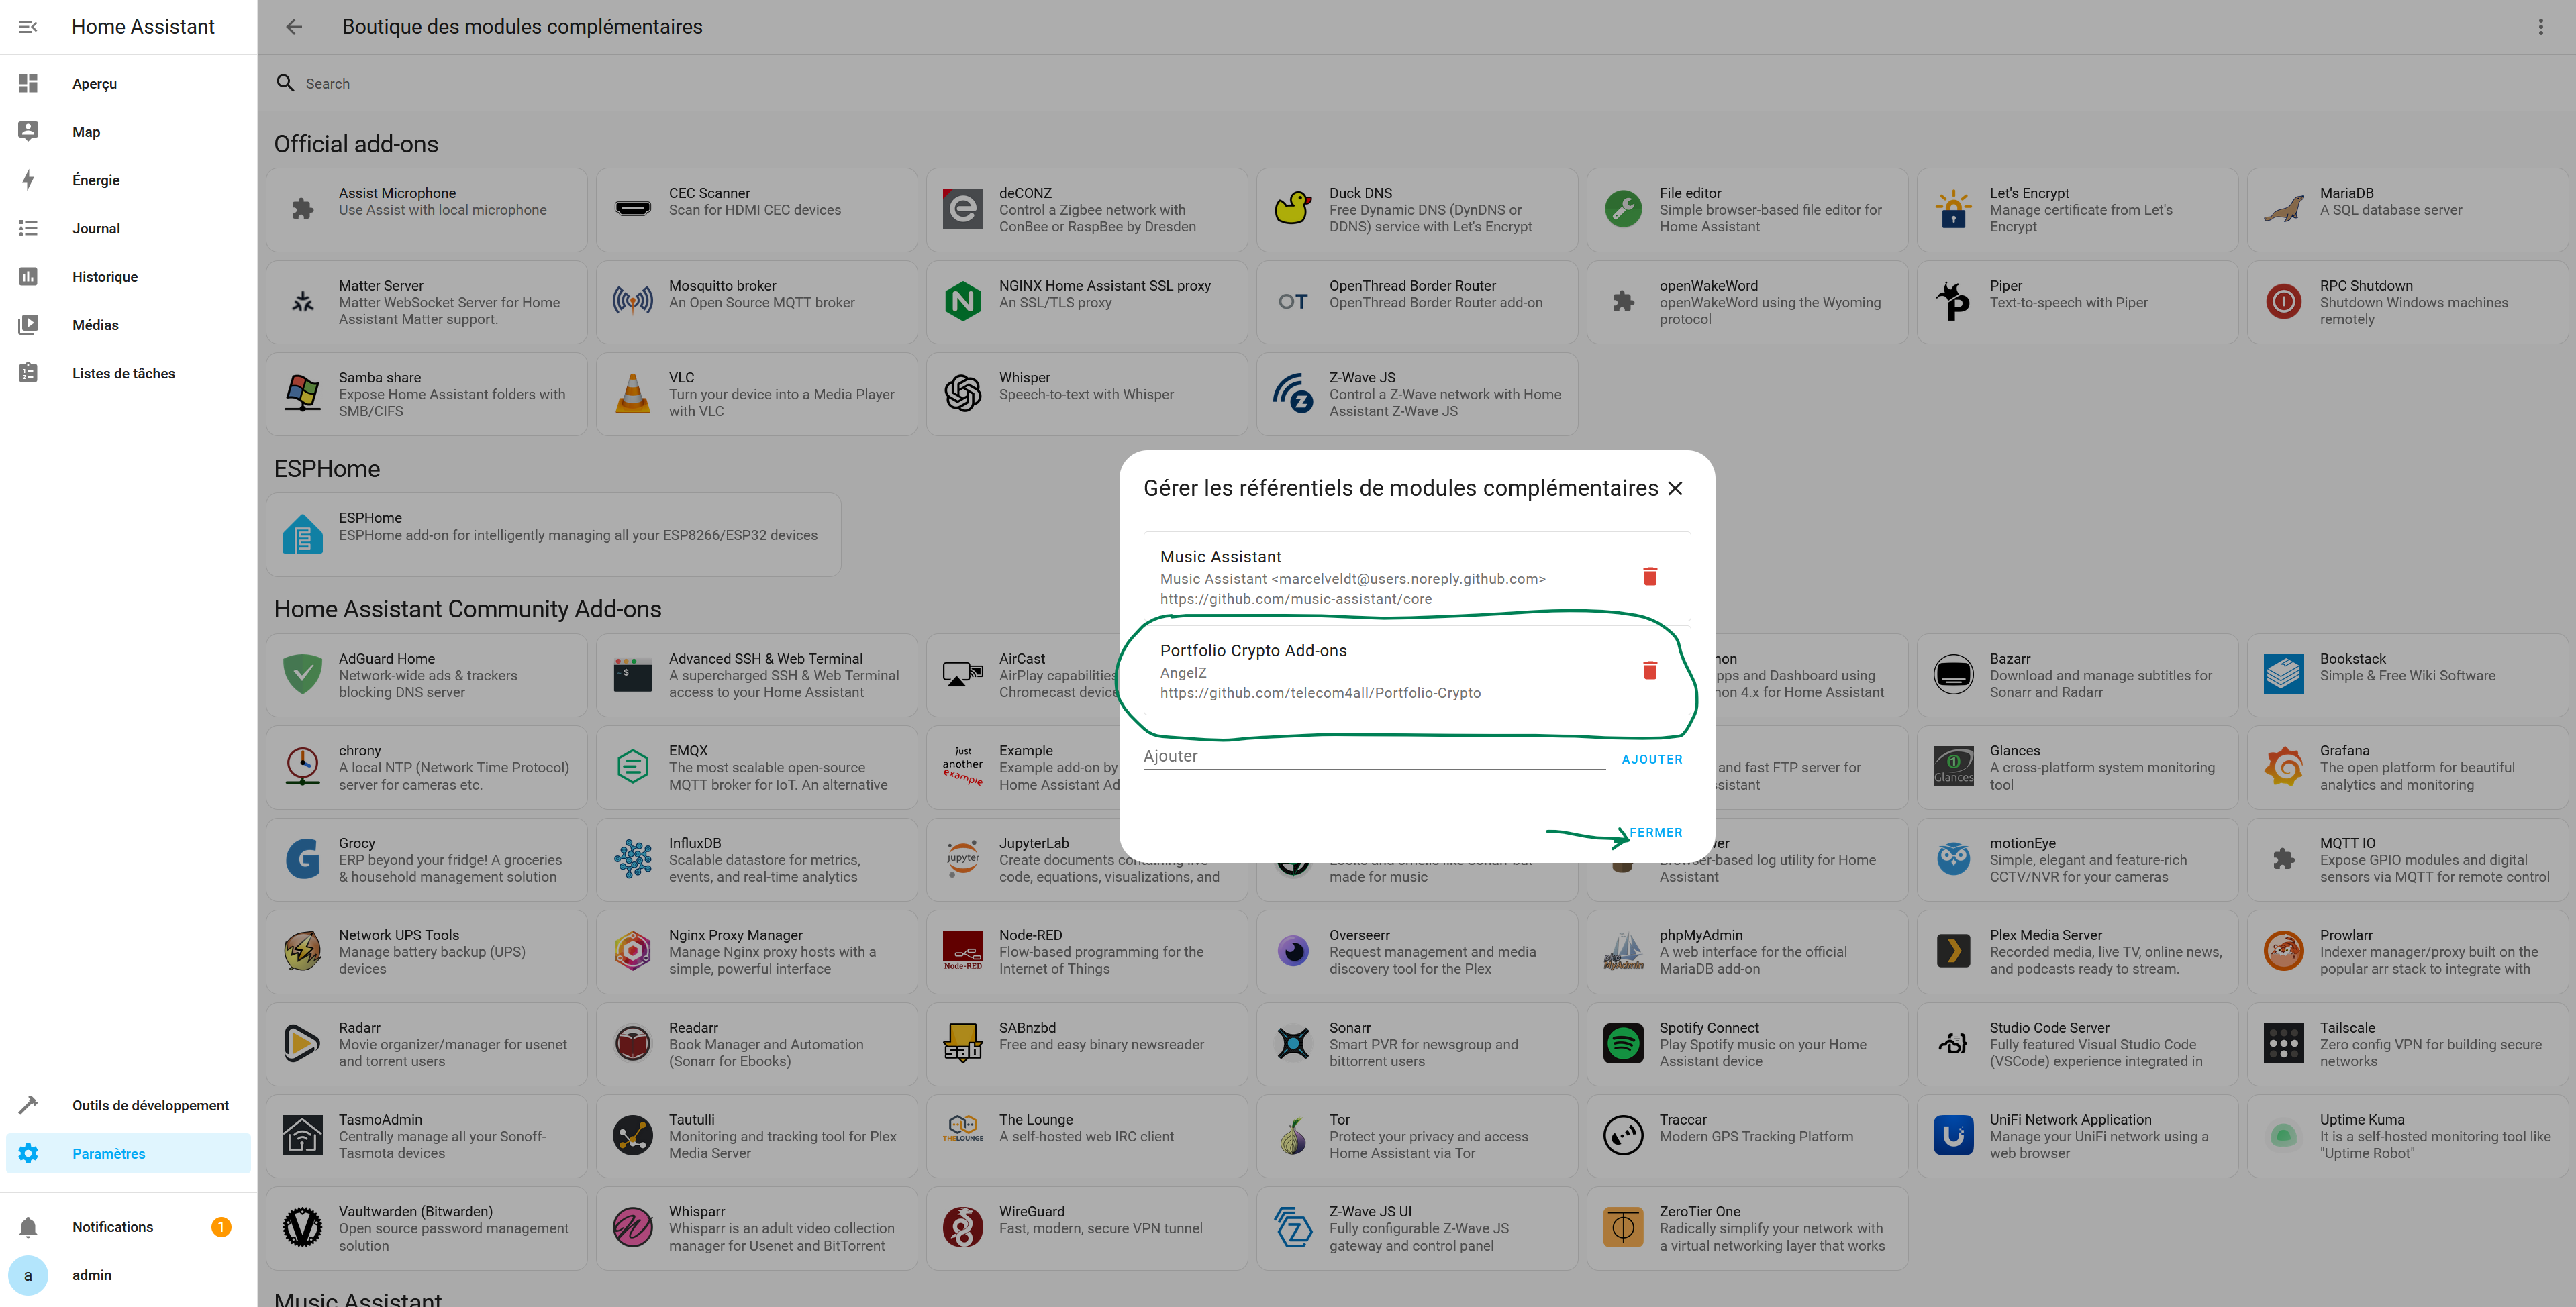 Home Assistant
Boutique des modules complémentaires
Aperçu
Map
Énergie
Journal
Historique
Médias
Listes de tâches
Outils de développement
Paramètres
Notifications
1
a
admin
Search
Official add-ons
Assist Microphone
Use Assist with local microphone
CEC Scanner
Scan for HDMI CEC devices
deCONZ
Control a Zigbee network with
ConBee or RaspBee by Dresden
Duck DNS
Free Dynamic DNS (DynDNS or
DDNS) service with Let's Encrypt
File editor
Simple browser-based file editor for
Home Assistant
Let's Encrypt
Manage certificate from Let's
Encrypt
MariaDB
A SQL database server
Matter Server
Matter WebSocket Server for Home
Assistant Matter support.
Mosquitto broker
An Open Source MQTT broker
NGINX Home Assistant SSL proxy
An SSL/TLS proxy
OT
OpenThread Border Router
OpenThread Border Router add-on
openWakeWord
openWakeWord using the Wyoming
protocol
Piper
Text-to-speech with Piper
RPC Shutdown
Shutdown Windows machines
remotely
Samba share
Expose Home Assistant folders with
SMB/CIFS
VLC
Turn your device into a Media Player
with VLC
Whisper
Speech-to-text with Whisper
Z-Wave JS
Control a Z-Wave network with Home
Assistant Z-Wave JS
ESPHome
ESPHome
ESPHome add-on for intelligently managing all your ESP8266/ESP32 devices
Gérer les référentiels de modules complémentaires
Music Assistant
Music Assistant <marcelveldt@users.noreply.github.com>
https://github.com/music-assistant/core
Portfolio Crypto Add-ons
AngelZ
https://github.com/telecom4all/Portfolio-Crypto
Ajouter
AJOUTER
FERMER
Home Assistant Community Add-ons
AdGuard Home
Network-wide ads & trackers
blocking DNS server
Advanced SSH & Web Terminal
A supercharged SSH & Web Terminal
access to your Home Assistant
AirCast
AirPlay capabilities
Chromecast device
non
pps and Dashboard using
non 4.x for Home Assistant
Bazarr
Download and manage subtitles for
Sonarr and Radarr
Bookstack
Simple & Free Wiki Software
chrony
A local NTP (Network Time Protocol)
server for cameras etc.
EMQX
The most scalable open-source
MQTT broker for IoT. An alternative
just
another
example
Example
Example add-on by
Home Assistant Ad
and fast FTP server for
sistant
Glances
Glances
A cross-platform system monitoring
tool
Grafana
The open platform for beautiful
analytics and monitoring
Grocy
ERP beyond your fridge! A groceries
& household management solution
InfluxDB
Scalable datastore for metrics,
events, and real-time analytics
jupyter
JupyterLab
Create documents containing live
code, equations, visualizations, and
made for music
wer
Browser-based log utility for Home
Assistant
motionEye
Simple, elegant and feature-rich
CCTV/NVR for your cameras
MQTT IO
Expose GPIO modules and digital
sensors via MQTT for remote control
Network UPS Tools
Manage battery backup (UPS)
devices
Nginx Proxy Manager
Manage Nginx proxy hosts with a
simple, powerful interface
Node-RED
Node-RED
Flow-based programming for the
Internet of Things
Overseerr
Request management and media
discovery tool for the Plex
phpMyAdmin
A web interface for the official
MariaDB add-on
Plex Media Server
Recorded media, live TV, online news,
and podcasts ready to stream.
Prowlarr
Indexer manager/proxy built on the
popular arr stack to integrate with
Radarr
Movie organizer/manager for usenet
and torrent users
Readarr
Book Manager and Automation
(Sonarr for Ebooks)
sab
SABnzbd
Free and easy binary newsreader
Sonarr
Smart PVR for newsgroup and
bittorrent users
Spotify Connect
Play Spotify music on your Home
Assistant device
Studio Code Server
Fully featured Visual Studio Code
(VSCode) experience integrated in
Tailscale
Zero config VPN for building secure
networks
TasmoAdmin
Centrally manage all your Sonoff-
Tasmota devices
Tautulli
Monitoring and tracking tool for Plex
Media Server
THELOUNGE
The Lounge
A self-hosted web IRC client
Tor
Protect your privacy and access
Home Assistant via Tor
Traccar
Modern GPS Tracking Platform
UniFi Network Application
Manage your UniFi network using a
web browser
Uptime Kuma
It is a self-hosted monitoring tool like
"Uptime Robot"
Vaultwarden (Bitwarden)
Open source password management
solution
Whisparr
Whisparr is an adult video collection
manager for Usenet and BitTorrent
WireGuard
Fast, modern, secure VPN tunnel
Z-Wave JS UI
Fully configurable Z-Wave JS
gateway and control panel
ZeroTier One
Radically simplify your network with
a virtual networking layer that works
Music Assistant